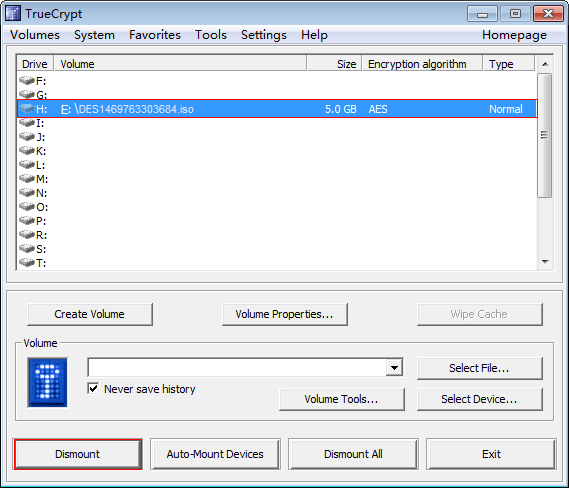 TrueCrypt
Volumes System Favorites Tools Settings Help Homepage
Drive Volume Size Encryption algorithm Type
F:
G:
H: E: \DES1469763303684.iso 5.0 GB AES Normal
I:
J:
K:
L:
M:
N:
O:
P:
R:
S:
T:
Create Volume Volume Properties... Wipe Cache
Volume
Select File...
Never save history
Volume Tools... Select Device...
Dismount Auto-Mount Devices Dismount All Exit